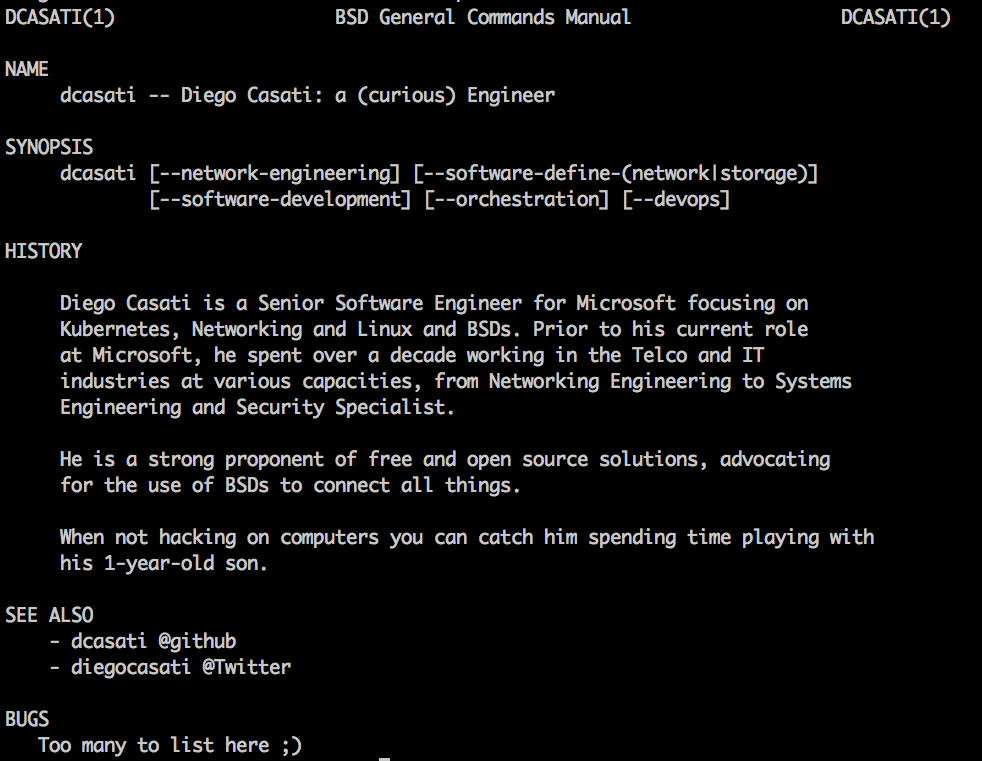 DCASATI(1) BSD General Commands Manual DCASATI(1)
NAME
dcasati -- Diego Casati: a (curious) Engineer
SYNOPSIS
dcasati [--network-engineering] [--software-define-(network|storage)]
[--software-development] [--orchestration] [--devops]
HISTORY
Diego Casati is a Senior Software Engineer for Microsoft focusing on
Kubernetes, Networking and Linux and BSDs. Prior to his current role
at Microsoft, he spent over a decade working in the Telco and IT
industries at various capacities, from Networking Engineering to Systems
Engineering and Security Specialist.
He is a strong proponent of free and open source solutions, advocating
for the use of BSDs to connect all things.
When not hacking on computers you can catch him spending time playing with
his 1-year-old son.
SEE ALSO
- dcasati @github
- diegocasati @Twitter
BUGS
Too many to list here ;)